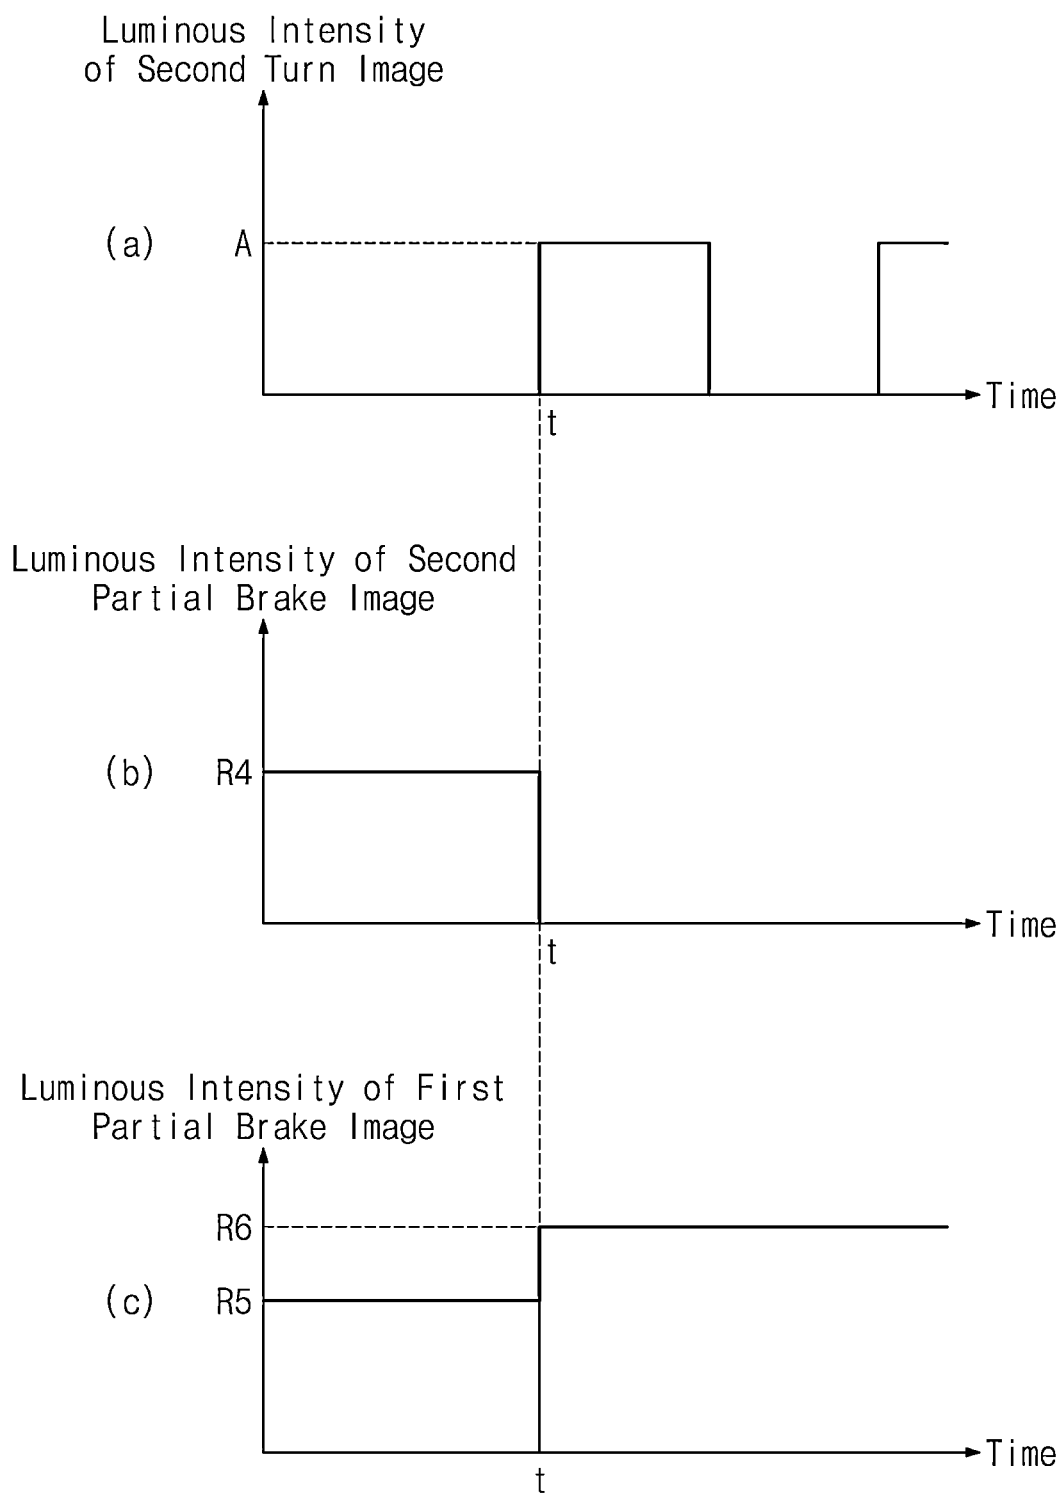 Luminous Intensity
of Second Turn Image
(a)
A
Time
t
Luminous Intensity of Second
Partial Brake Image
(b)
R4
Time
t
Luminous Intensity of First
Partial Brake Image
R6
(c)
R5
Time
t